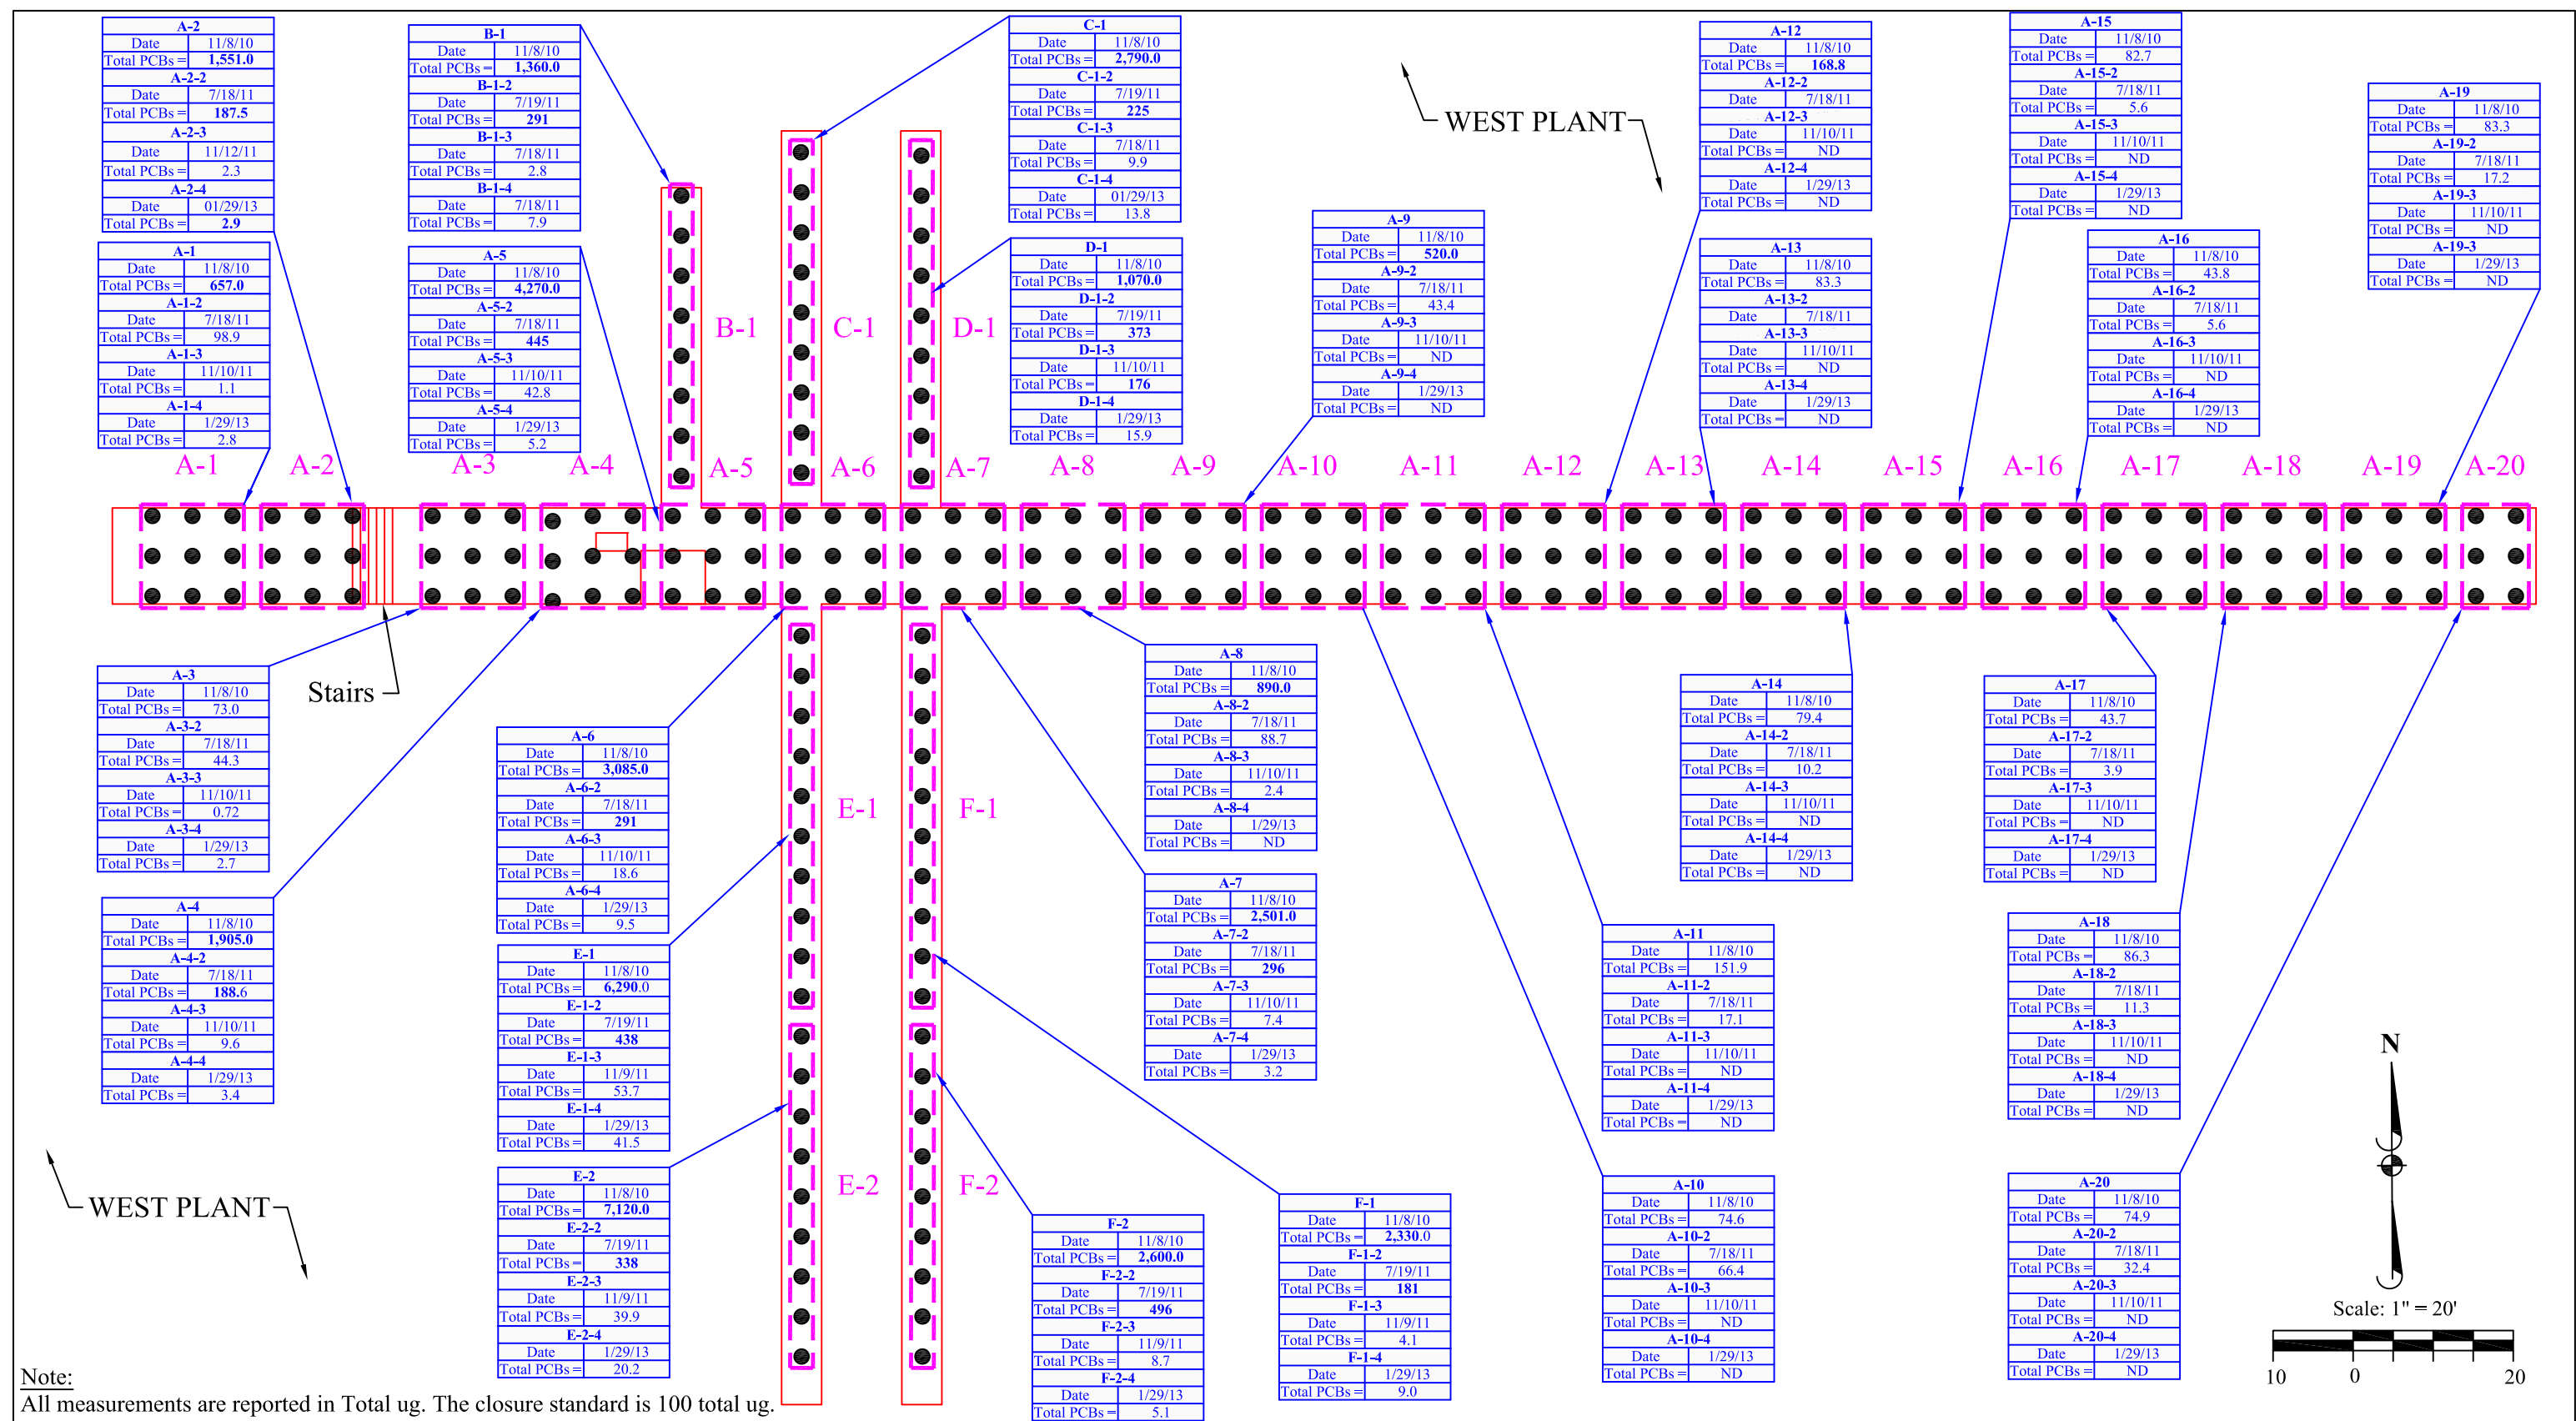 A-2
Date 11/8/10
Total PCBs = 1,551.0
A-2-2
Date 7/18/11
Total PCBs = 187.5
A-2-3
Date 11/12/11
Total PCBs = 2.3
A-2-4
Date 01/29/13
Total PCBs = 2.9
A-1
Date 11/8/10
Total PCBs = 657.0
A-1-2
Date 7/18/11
Total PCBs = 98.9
A-1-3
Date 11/10/11
Total PCBs = 1.1
A-1-4
Date 1/29/13
Total PCBs = 2.8
B-1
Date 11/8/10
Total PCBs = 1,360.0
B-1-2
Date 7/19/11
Total PCBs = 291
B-1-3
Date 7/18/11
Total PCBs = 2.8
B-1-4
Date 7/18/11
Total PCBs = 7.9
A-5
Date 11/8/10
Total PCBs = 4,270.0
A-5-2
Date 7/18/11
Total PCBs = 445
A-5-3
Date 11/10/11
Total PCBs = 42.8
A-5-4
Date 1/29/13
Total PCBs = 5.2
C-1
Date 11/8/10
Total PCBs = 2,790.0
C-1-2
Date 7/19/11
Total PCBs = 225
C-1-3
Date 7/18/11
Total PCBs = 9.9
C-1-4
Date 01/29/13
Total PCBs = 13.8
D-1
Date 11/8/10
Total PCBs = 1,070.0
D-1-2
Date 7/19/11
Total PCBs = 373
D-1-3
Date 11/10/11
Total PCBs = 176
D-1-4
Date 1/29/13
Total PCBs = 15.9
A-9
Date 11/8/10
Total PCBs = 520.0
A-9-2
Date 7/18/11
Total PCBs = 43.4
A-9-3
Date 11/10/11
Total PCBs = ND
A-9-4
Date 1/29/13
Total PCBs = ND
WEST PLANT
A-12
Date 11/8/10
Total PCBs = 168.8
A-12-2
Date 7/18/11
A-12-3
Date 11/10/11
Total PCBs = ND
A-12-4
Date 1/29/13
Total PCBs = ND
A-13
Date 11/8/10
Total PCBs = 83.3
A-13-2
Date 7/18/11
A-13-3
Date 11/10/11
Total PCBs = ND
A-13-4
Date 1/29/13
Total PCBs = ND
A-15
Date 11/8/10
Total PCBs = 82.7
A-15-2
Date 7/18/11
Total PCBs = 5.6
A-15-3
Date 11/10/11
Total PCBs = ND
A-15-4
Date 1/29/13
Total PCBs = ND
A-16
Date 11/8/10
Total PCBs = 43.8
A-16-2
Date 7/18/11
Total PCBs = 5.6
A-16-3
Date 11/10/11
Total PCBs = ND
A-16-4
Date 1/29/13
Total PCBs = ND
A-19
Date 11/8/10
Total PCBs = 83.3
A-19-2
Date 7/18/11
Total PCBs = 17.2
A-19-3
Date 11/10/11
Total PCBs = ND
A-19-3
Date 1/29/13
Total PCBs = ND
B-1 C-1 D-1
A-1 A-2 A-3 A-4 A-5 A-6 A-7 A-8 A-9 A-10 A-11 A-12 A-13 A-14 A-15 A-16 A-17 A-18 A-19 A-20
Stairs
A-3
Date 11/8/10
Total PCBs = 73.0
A-3-2
Date 7/18/11
Total PCBs = 44.3
A-3-3
Date 11/10/11
Total PCBs = 0.72
A-3-4
Date 1/29/13
Total PCBs = 2.7
A-4
Date 11/8/10
Total PCBs = 1,905.0
A-4-2
Date 7/18/11
Total PCBs = 188.6
A-4-3
Date 11/10/11
Total PCBs = 9.6
A-4-4
Date 1/29/13
Total PCBs = 3.4
A-6
Date 11/8/10
Total PCBs = 3,085.0
A-6-2
Date 7/18/11
Total PCBs = 291
A-6-3
Date 11/10/11
Total PCBs = 18.6
A-6-4
Date 1/29/13
Total PCBs = 9.5
E-1
Date 11/8/10
Total PCBs = 6,290.0
E-1-2
Date 7/19/11
Total PCBs = 438
E-1-3
Date 11/9/11
Total PCBs = 53.7
E-1-4
Date 1/29/13
Total PCBs = 41.5
E-2
Date 11/8/10
Total PCBs = 7,120.0
E-2-2
Date 7/19/11
Total PCBs = 338
E-2-3
Date 11/9/11
Total PCBs = 39.9
E-2-4
Date 1/29/13
Total PCBs = 20.2
E-1 F-1
E-2 F-2
A-8
Date 11/8/10
Total PCBs = 890.0
A-8-2
Date 7/18/11
Total PCBs = 88.7
A-8-3
Date 11/10/11
Total PCBs = 2.4
A-8-4
Date 1/29/13
Total PCBs = ND
A-7
Date 11/8/10
Total PCBs = 2,501.0
A-7-2
Date 7/18/11
Total PCBs = 296
A-7-3
Date 11/10/11
Total PCBs = 7.4
A-7-4
Date 1/29/13
Total PCBs = 3.2
F-2
Date 11/8/10
Total PCBs = 2,600.0
F-2-2
Date 7/19/11
Total PCBs = 496
F-2-3
Date 11/9/11
Total PCBs = 8.7
F-2-4
Date 1/29/13
Total PCBs = 5.1
F-1
Date 11/8/10
Total PCBs = 2,330.0
F-1-2
Date 7/19/11
Total PCBs = 181
F-1-3
Date 11/9/11
Total PCBs = 4.1
F-1-4
Date 1/29/13
Total PCBs = 9.0
A-14
Date 11/8/10
Total PCBs = 79.4
A-14-2
Date 7/18/11
Total PCBs = 10.2
A-14-3
Date 11/10/11
Total PCBs = ND
A-14-4
Date 1/29/13
Total PCBs = ND
A-11
Date 11/8/10
Total PCBs = 151.9
A-11-2
Date 7/18/11
Total PCBs = 17.1
A-11-3
Date 11/10/11
Total PCBs = ND
A-11-4
Date 1/29/13
Total PCBs = ND
A-10
Date 11/8/10
Total PCBs = 74.6
A-10-2
Date 7/18/11
Total PCBs = 66.4
A-10-3
Date 11/10/11
Total PCBs = ND
A-10-4
Date 1/29/13
Total PCBs = ND
A-17
Date 11/8/10
Total PCBs = 43.7
A-17-2
Date 7/18/11
Total PCBs = 3.9
A-17-3
Date 11/10/11
Total PCBs = ND
A-17-4
Date 1/29/13
Total PCBs = ND
A-18
Date 11/8/10
Total PCBs = 86.3
A-18-2
Date 7/18/11
Total PCBs = 11.3
A-18-3
Date 11/10/11
Total PCBs = ND
A-18-4
Date 1/29/13
Total PCBs = ND
A-20
Date 11/8/10
Total PCBs = 74.9
A-20-2
Date 7/18/11
Total PCBs = 32.4
A-20-3
Date 11/10/11
Total PCBs = ND
A-20-4
Date 1/29/13
Total PCBs = ND
WEST PLANT
N
Scale: 1" = 20'
10 0 20
Note:
All measurements are reported in Total ug. The closure standard is 100 total ug.